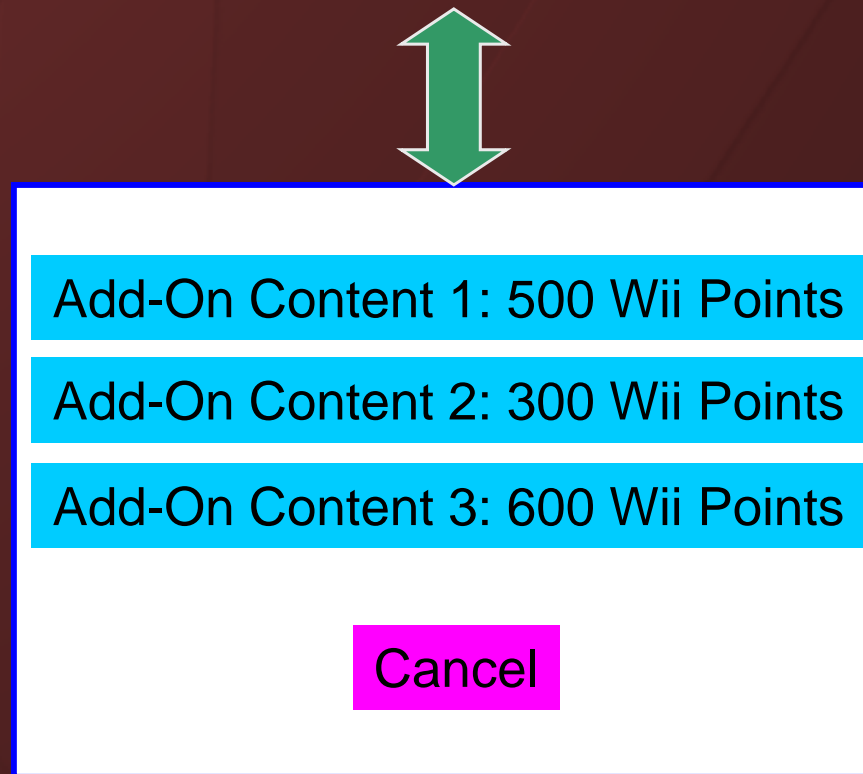 Add-On Content 1: 500 Wii Points
Add-On Content 2: 300 Wii Points
Add-On Content 3: 600 Wii Points
Cancel